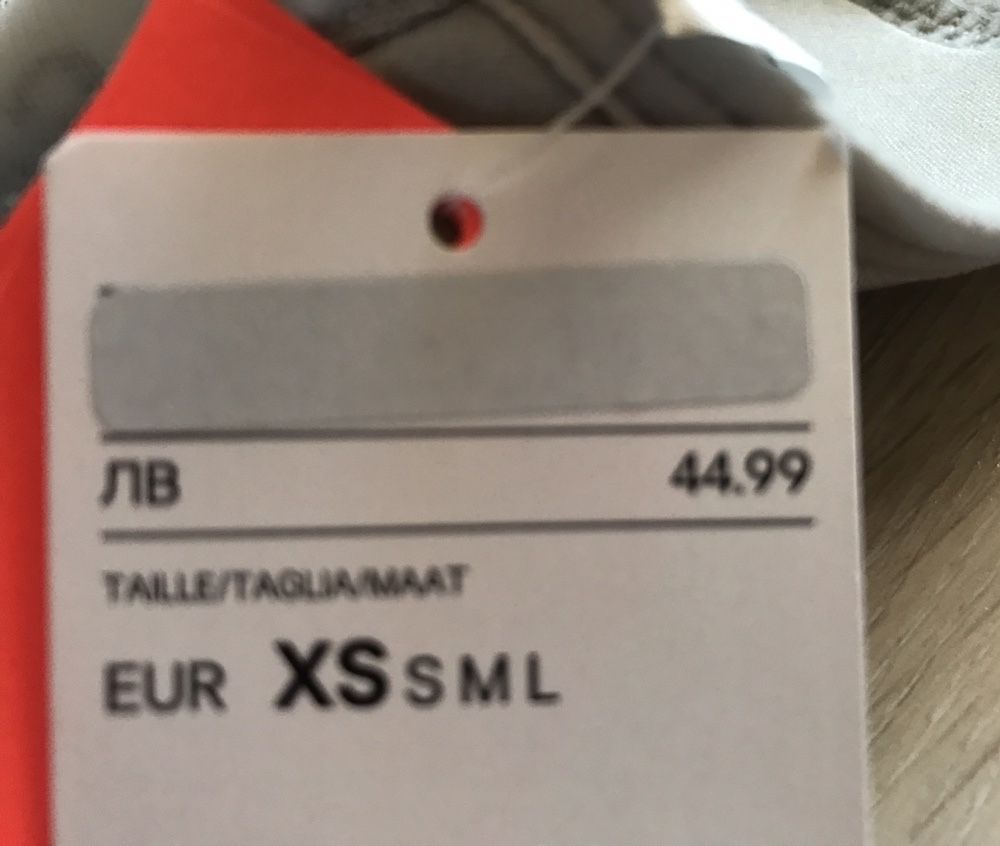 ЛВ 44.99
TAILLE/TAGLIA/MAAT
EUR XS S M L